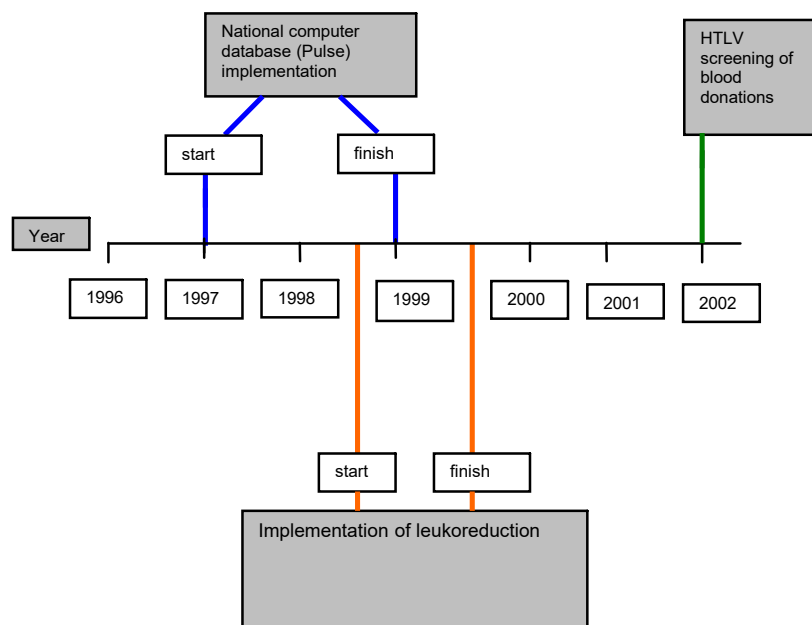 National computer
database (Pulse)
implementation
HTLV
screening of
blood
donations
start
finish
Year
1996
1997
1998
1999
2000
2001
2002
start
finish
Implementation of leukoreduction